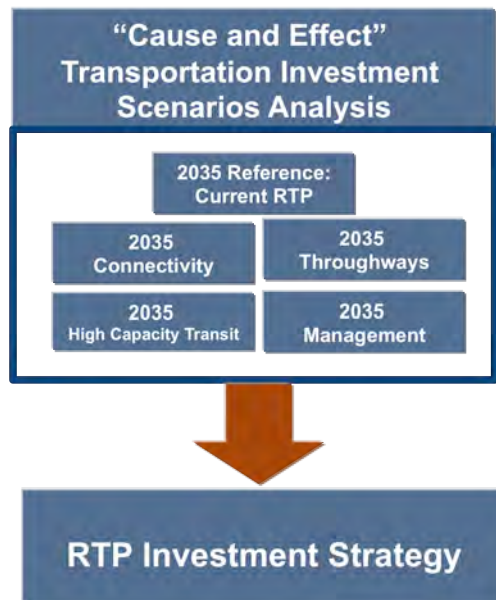 “Cause and Effect”
Transportation Investment
Scenarios Analysis
2035 Reference:
Current RTP
2035
Connectivity
2035
Throughways
2035
High Capacity Transit
2035
Management
RTP Investment Strategy